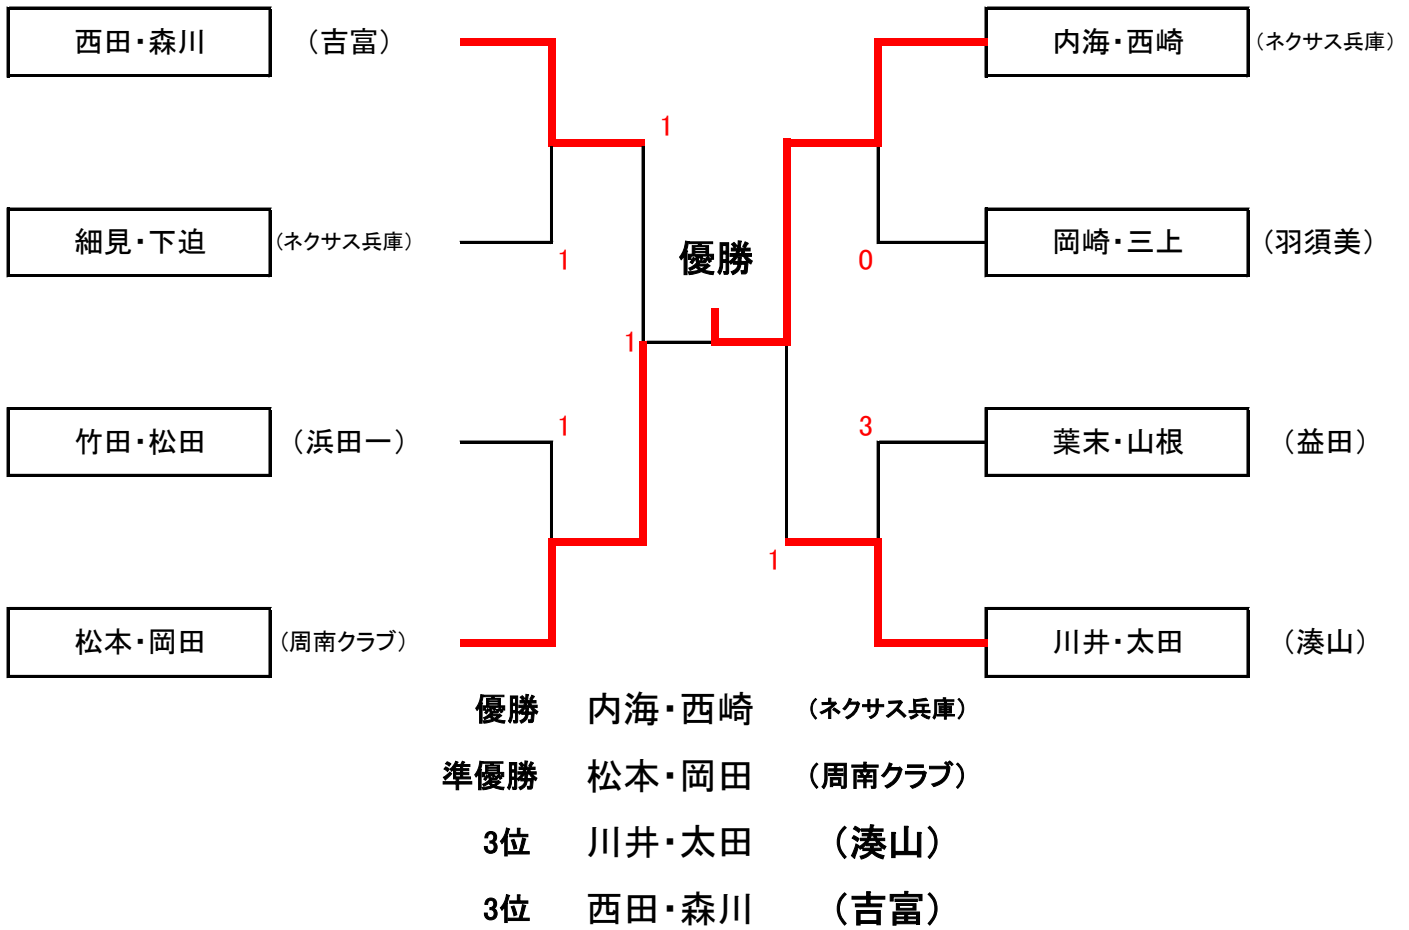 西田・森川 （吉富） 内海・西崎 （ネクサス兵庫）
1
細見・下迫 （ネクサス兵庫） 1 優勝 0 岡崎・三上 （羽須美）
1
竹田・松田 （浜田一） 1 3 葉末・山根 （益田）
1
松本・岡田 （周南クラブ） 川井・太田 （湊山）
優勝 内海・西崎 （ネクサス兵庫）
準優勝 松本・岡田 （周南クラブ）
3位 川井・太田 （湊山）
3位 西田・森川 （吉富）